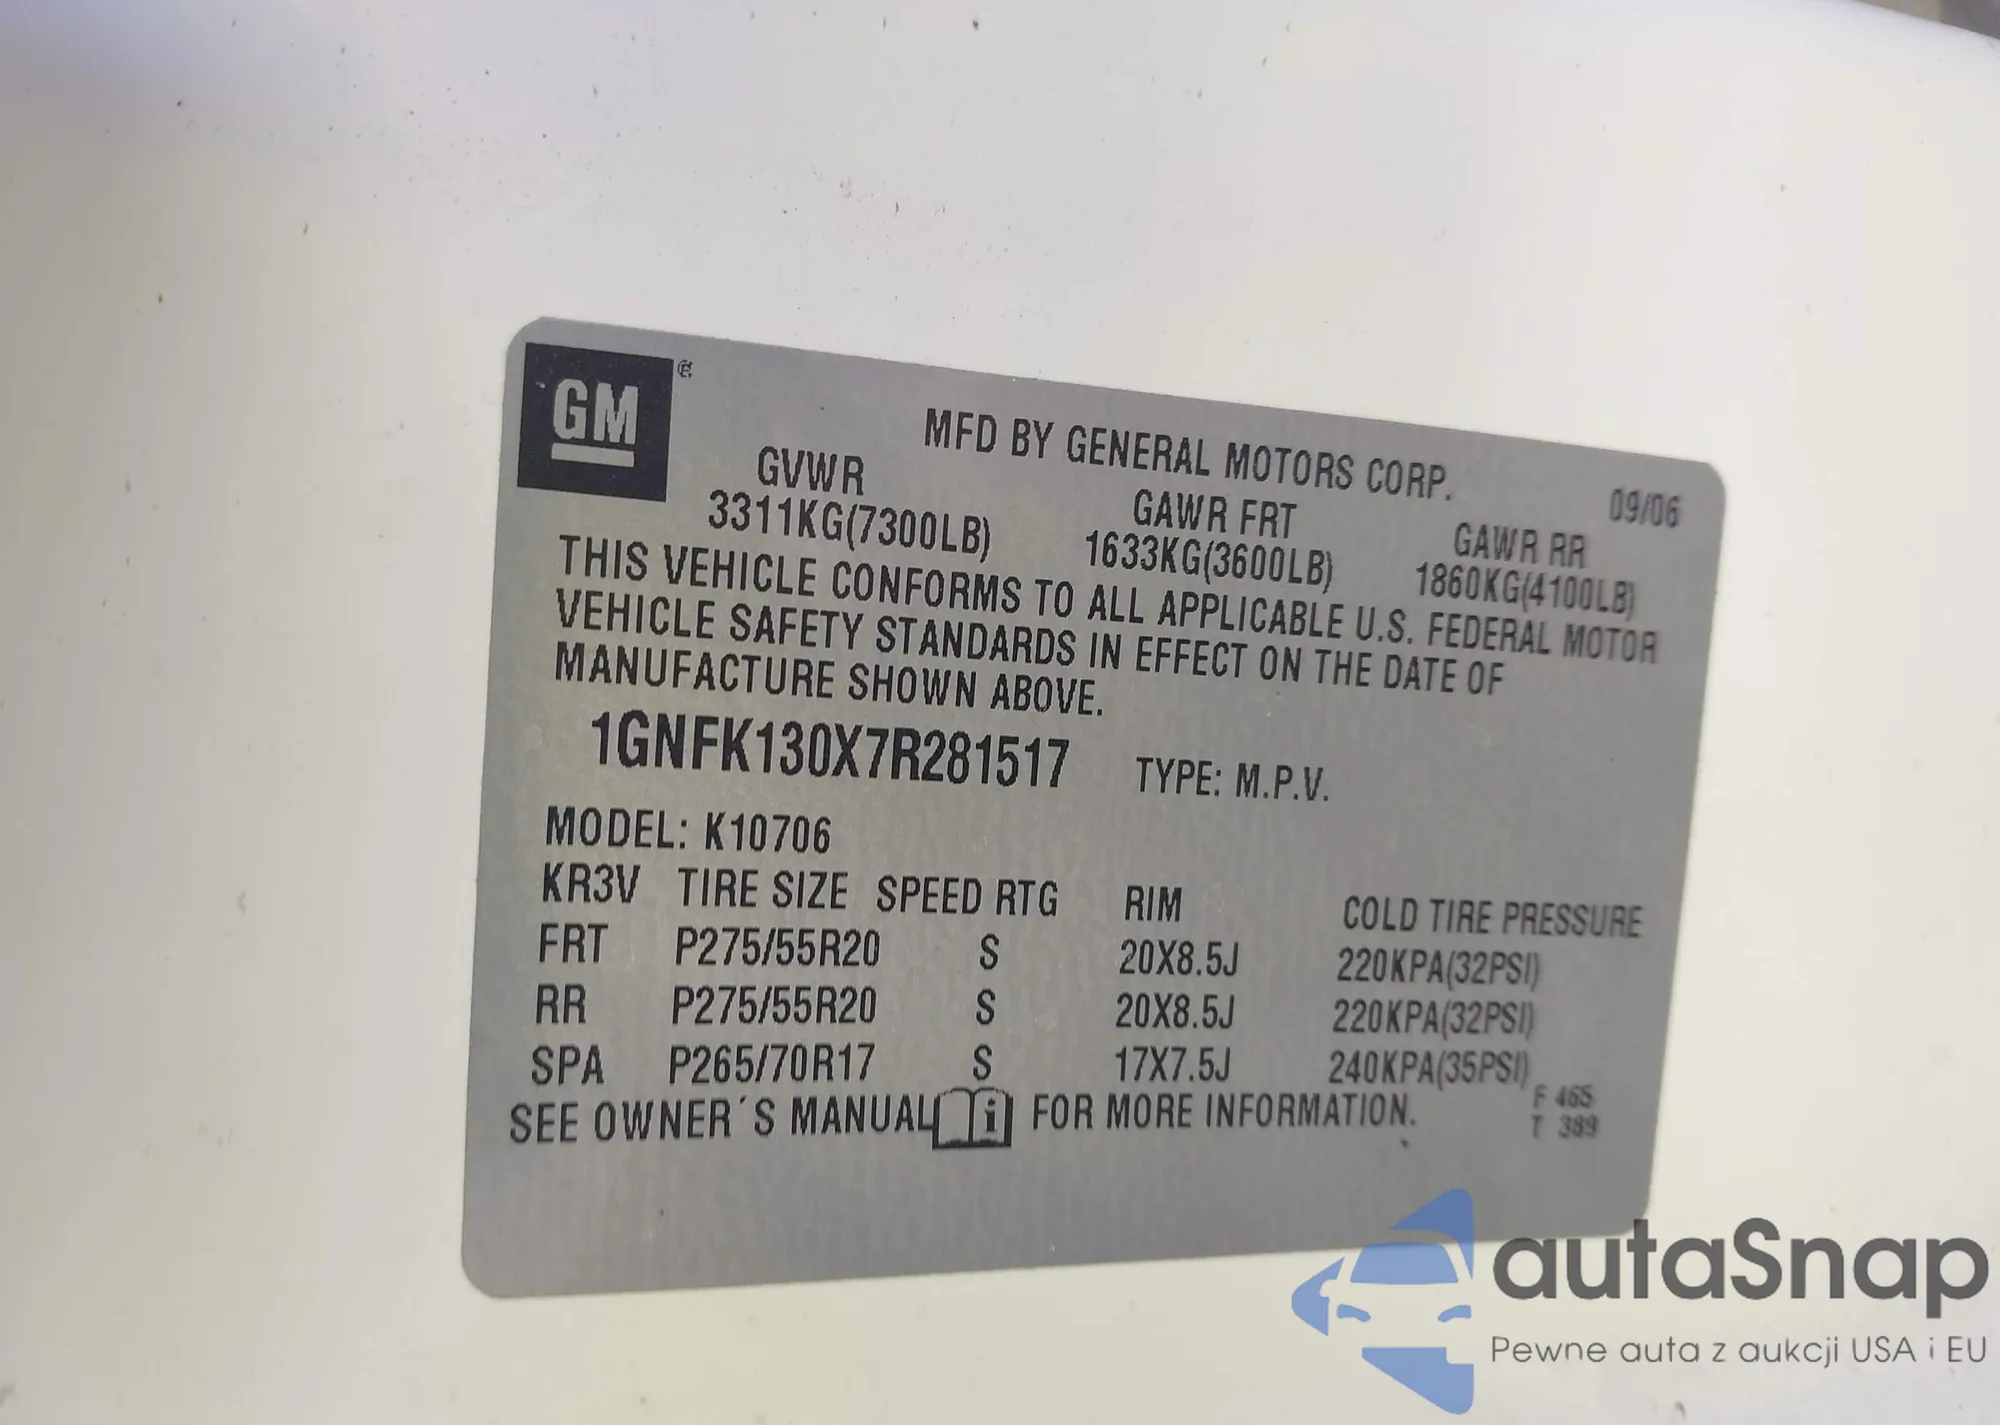 GM ®
MFD BY GENERAL MOTORS CORP.
09/06
GVWR GAWR FRT GAWR RR
3311KG(7300LB) 1633KG(3600LB) 1860KG(4100LB)
THIS VEHICLE CONFORMS TO ALL APPLICABLE U.S. FEDERAL MOTOR
VEHICLE SAFETY STANDARDS IN EFFECT ON THE DATE OF
MANUFACTURE SHOWN ABOVE.
1GNFK130X7R281517 TYPE: M.P.V.
MODEL: K10706
KR3V TIRE SIZE SPEED RTG RIM COLD TIRE PRESSURE
FRT P275/55R20 S 20X8.5J 220KPA(32PSI)
RR P275/55R20 S 20X8.5J 220KPA(32PSI)
SPA P265/70R17 S 17X7.5J 240KPA(35PSI)
SEE OWNER´S MANUAL i FOR MORE INFORMATION.
F 465
T 389
autaSnap
Pewne auta z aukcji USA i EU